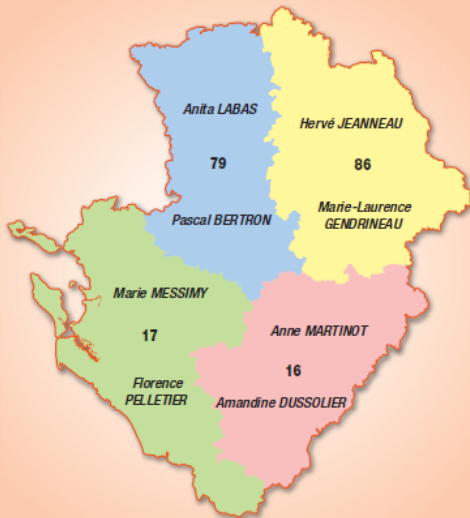 Anita LABAS
79
Pascal BERTRON
Hervé JEANNEAU
86
Marie-Laurence
GENDRINEAU
Marie MESSIMY
17
Florence
PELLETIER
Anne MARTINOT
16
Amandine DUSSOLIER